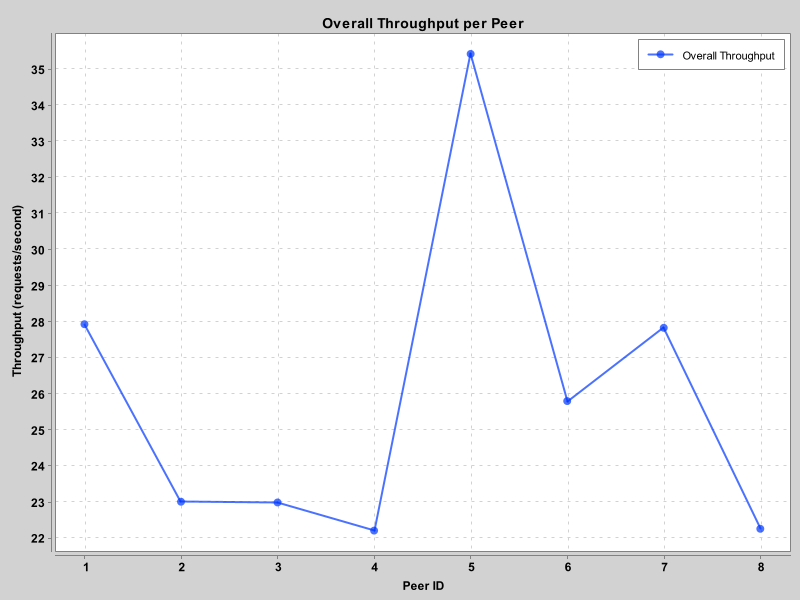 Overall Throughput per Peer
Overall Throughput
Throughput (requests/second)
35
34
33
32
31
30
29
28
27
26
25
24
23
22
1 2 3 4 5 6 7 8
Peer ID